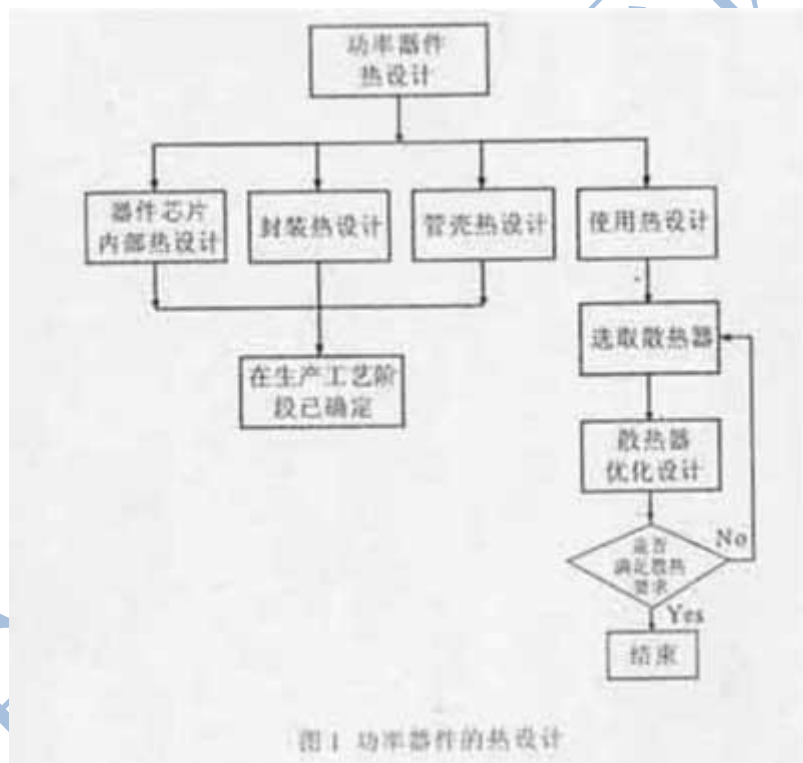 功率器件
热设计
器件芯片
内部热设计
封装热设计
管壳热设计
使用热设计
在生产工艺阶
段已确定
选取散热器
散热器
优化设计
是否
满足散热
要求
No
Yes
结束
图1 功率器件的热设计